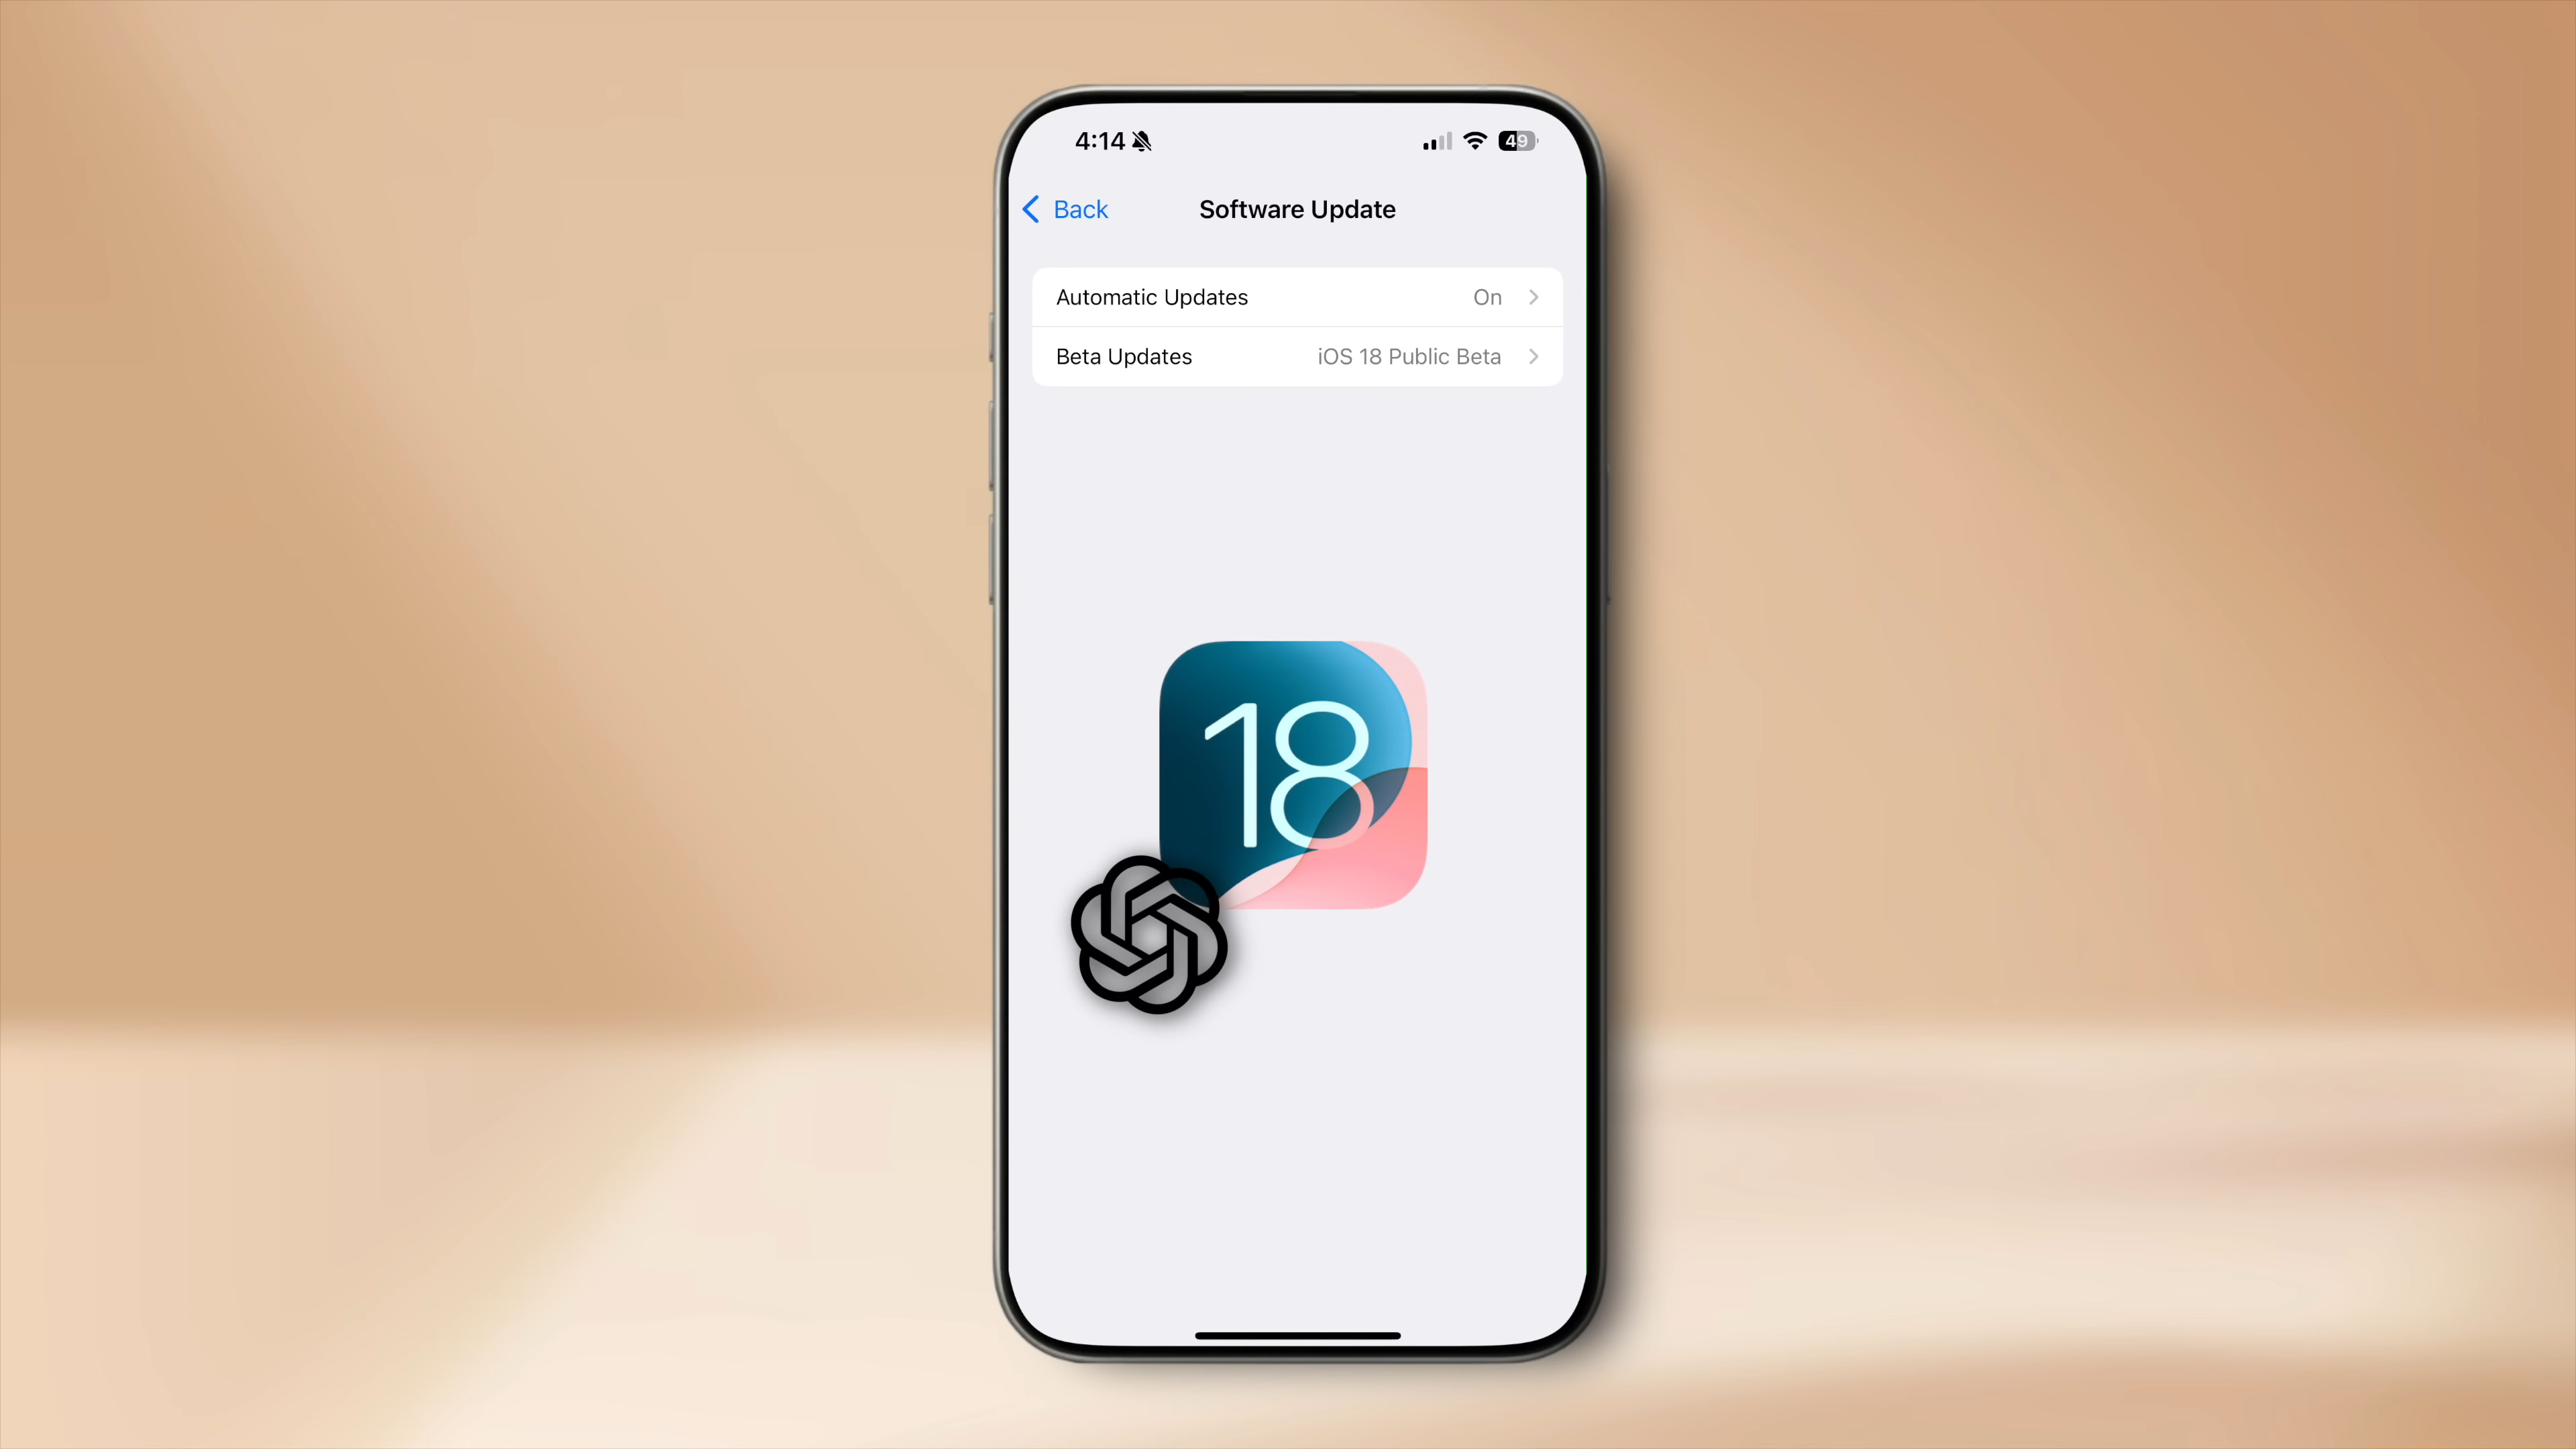 4:14
49
Back
Software Update
Automatic Updates On
Beta Updates iOS 18 Public Beta
18